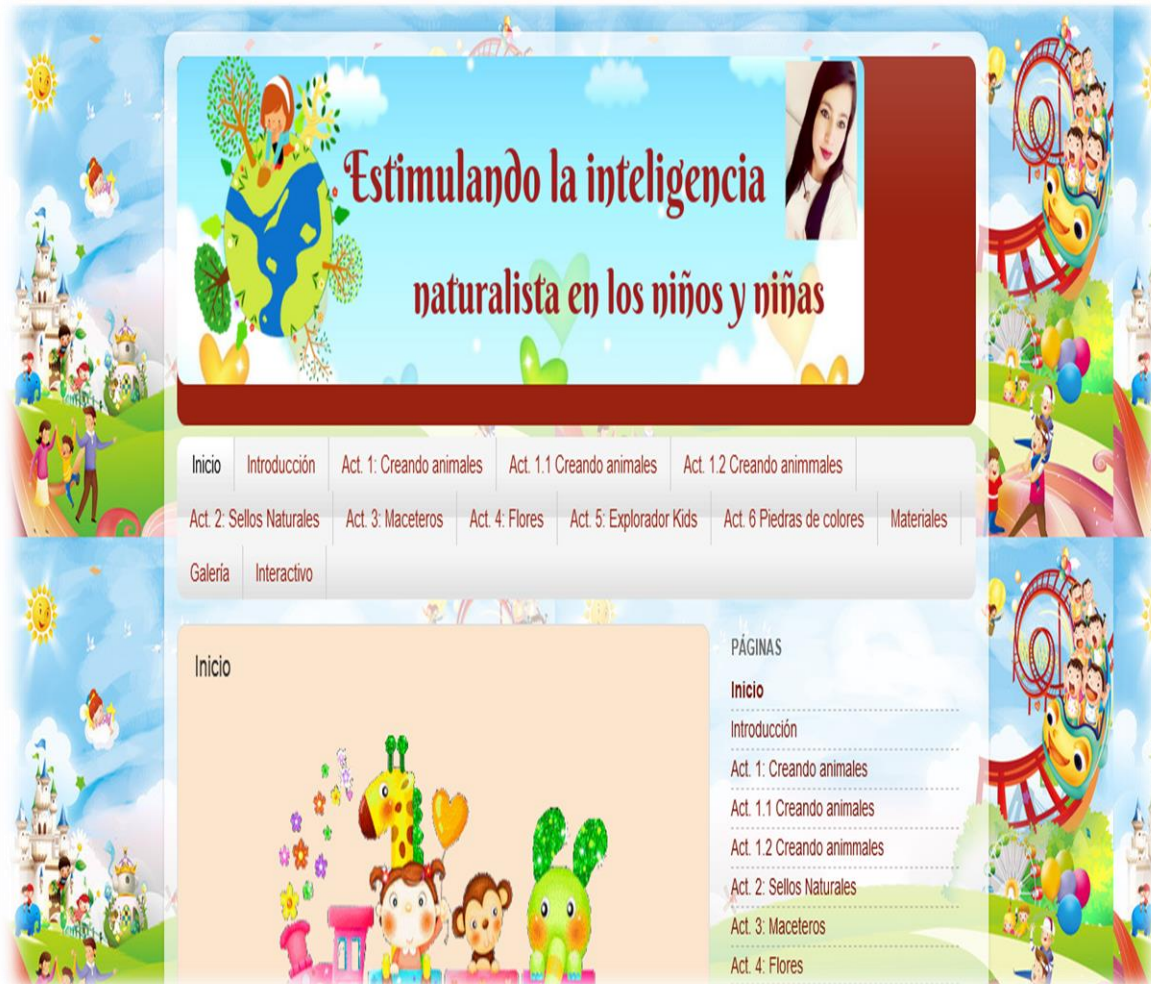 Estimulando la inteligencia
naturalista en los niños y niñas
Inicio Introducción Act. 1: Creando animales Act. 1.1 Creando animales Act. 1.2 Creando animmales
Act. 2: Sellos Naturales Act. 3: Maceteros Act. 4: Flores Act. 5: Explorador Kids Act. 6 Piedras de colores Materiales
Galería Interactivo
Inicio
PÁGINAS
Inicio
Introducción
Act. 1: Creando animales
Act. 1.1 Creando animales
Act. 1.2 Creando animmales
Act. 2: Sellos Naturales
Act. 3: Maceteros
Act. 4: Flores